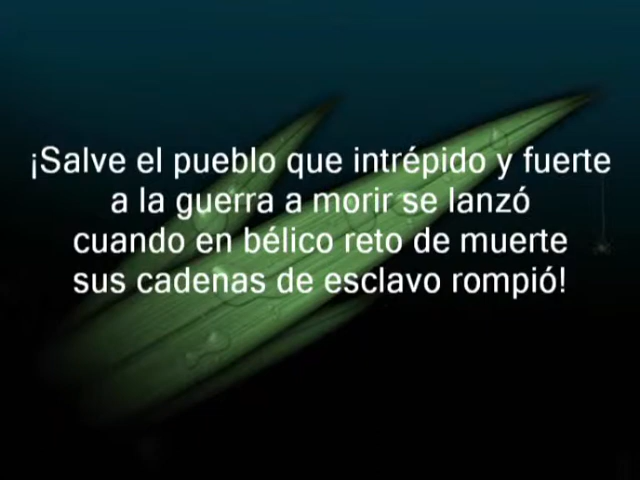 ¡Salve el pueblo que intrépido y fuerte
a la guerra a morir se lanzó
cuando en bélico reto de muerte
sus cadenas de esclavo rompió!